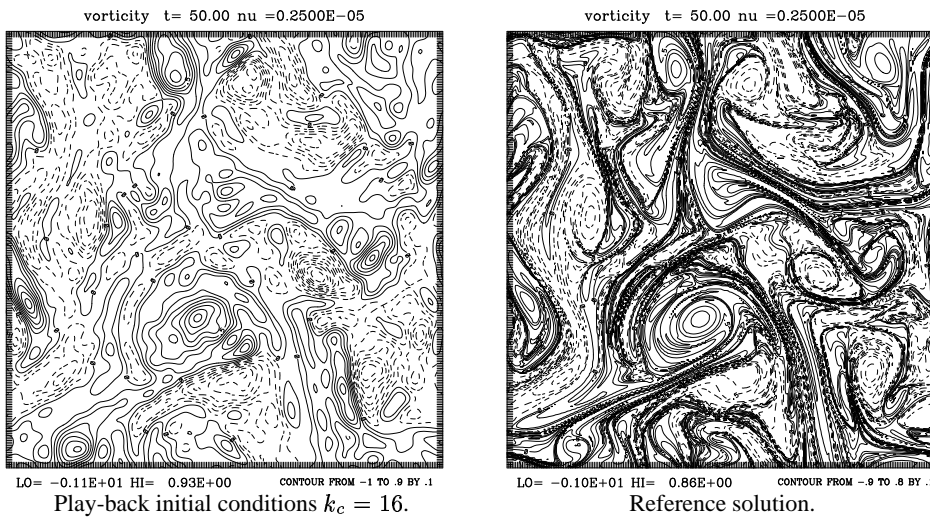 vorticity t= 50.00 nu =0.2500E-05
LO= -0.11E+01 HI= 0.93E+00 CONTOUR FROM -1 TO .9 BY .1
Play-back initial conditions k_c = 16.
vorticity t= 50.00 nu =0.2500E-05
LO= -0.10E+01 HI= 0.86E+00 CONTOUR FROM -.9 TO .8 BY
Reference solution.